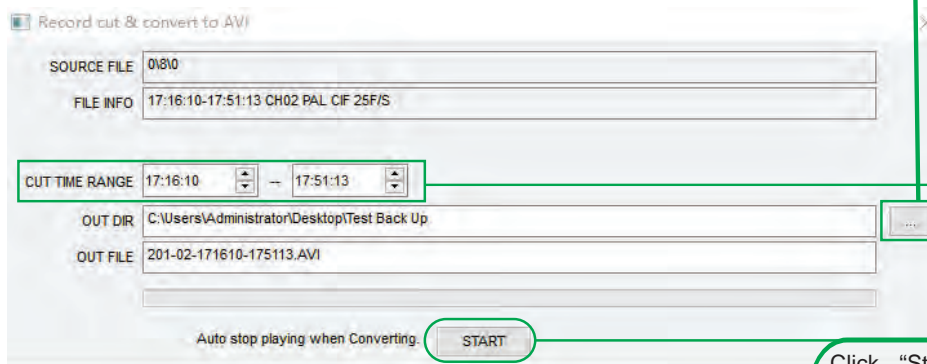 Record cut & convert to AVI
SOURCE FILE 0\8\0
FILE INFO 17:16:10-17:51:13 CH02 PAL CIF 25F/S
CUT TIME RANGE 17:16:10 -- 17:51:13
OUT DIR C:\Users\Administrator\Desktop\Test Back Up
...
OUT FILE 201-02-171610-175113.AVI
Auto stop playing when Converting. START
Click "St